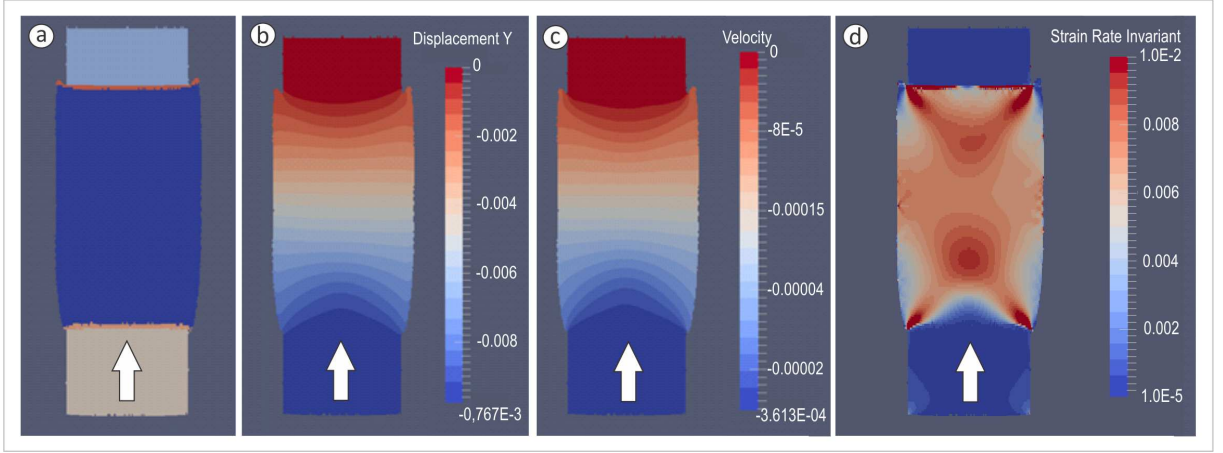 a
b
Displacement Y
0
-0.002
-0.004
-0.006
-0.008
-0,767E-3
c
Velocity
0
-8E-5
-0.00015
-0.00004
-0.00002
-3.613E-04
d
Strain Rate Invariant
1.0E-2
0.008
0.006
0.004
0.002
1.0E-5